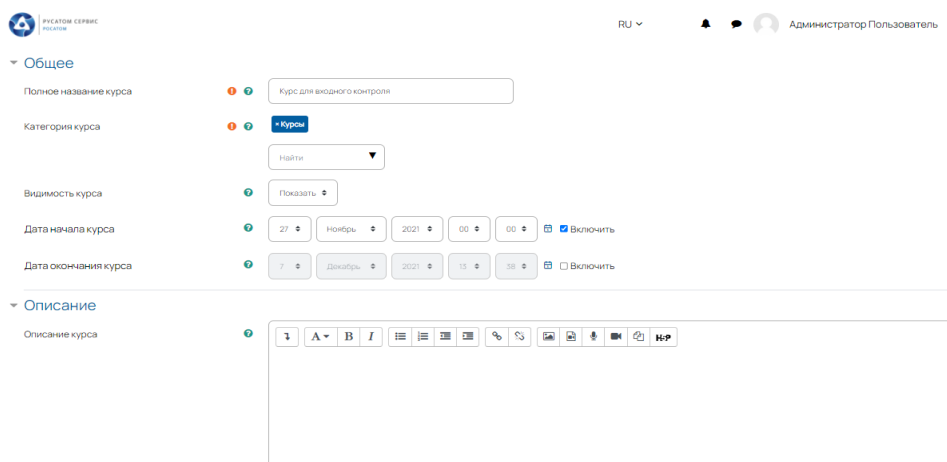 РУСАТОМ СЕРВИС
РОСАТОМ
RU
Администратор Пользователь
Общее
Полное название курса
Курс для входного контроля
Категория курса
× Курсы
Найти
Видимость курса
Показать
Дата начала курса
27 Ноябрь 2021 00 00 Включить
Дата окончания курса
7 Декабрь 2021 13 38 Включить
Описание
Описание курса
A B I H5P